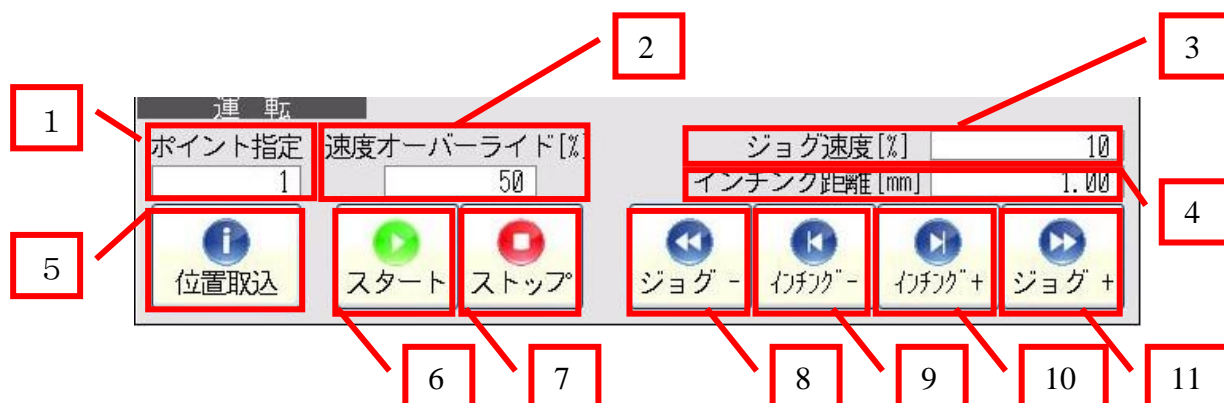 2
3
1
運 転
ポイント指定
速度オーバーライド[%]
ジョグ速度[%]
10
1
50
インチング距離[mm]
1.00
4
5
位置取込
スタート
ストップ
ジョグ -
ｲﾝﾁﾝｸﾞ -
ｲﾝﾁﾝｸﾞ +
ジョグ +
6
7
8
9
10
11